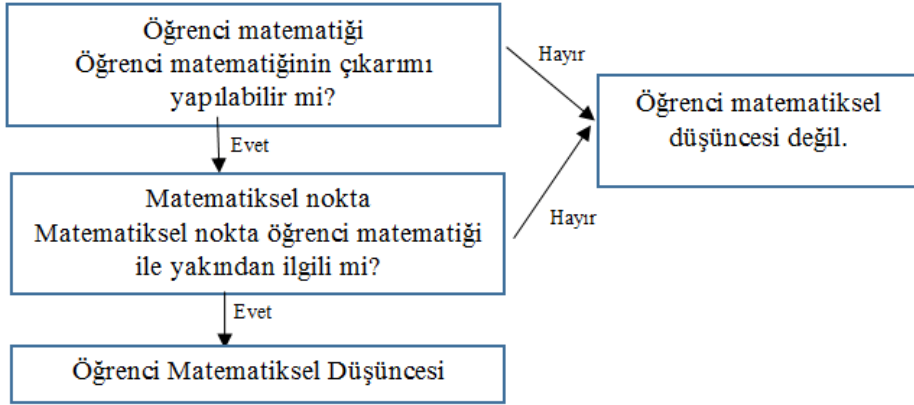 Öğrenci matematiği
Öğrenci matematiğinin çıkarımı
yapılabilir mi?
Hayır
Öğrenci matematiksel
düşüncesi değil.
Evet
Matematiksel nokta
Matematiksel nokta öğrenci matematiği
ile yakından ilgili mi?
Hayır
Evet
Öğrenci Matematiksel Düşüncesi